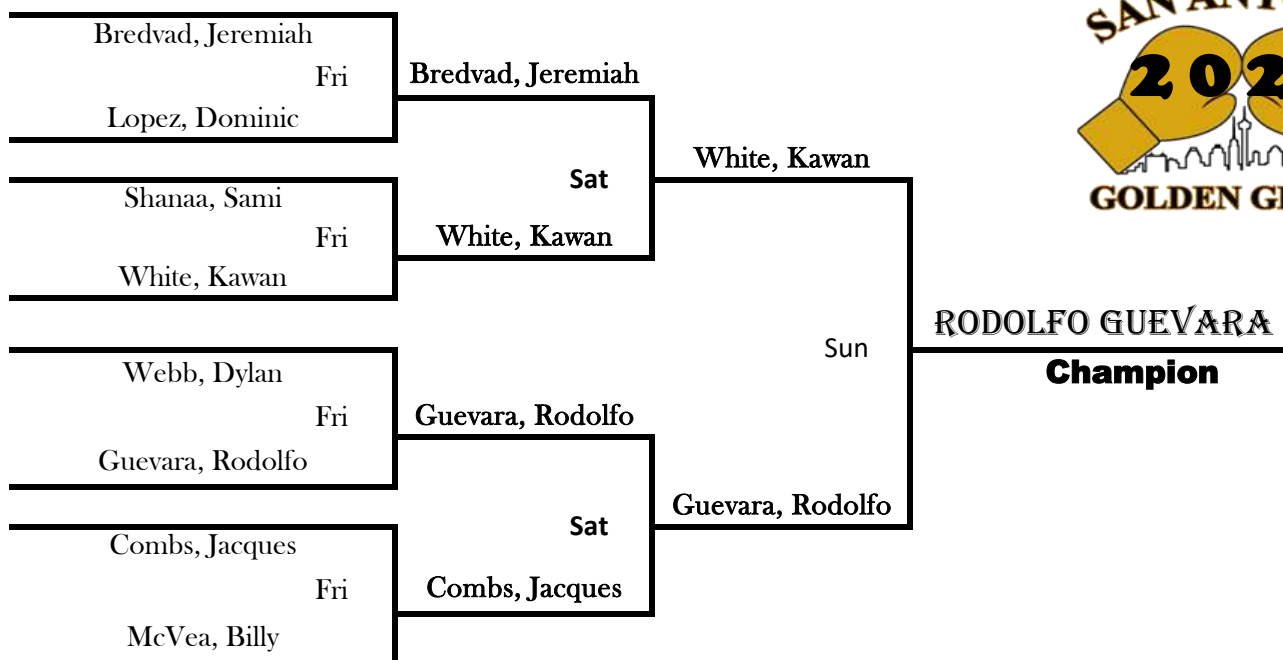 Bredvad, Jeremiah
Fri
Lopez, Dominic
Bredvad, Jeremiah
Shanaa, Sami
Fri
White, Kawan
Sat
White, Kawan
White, Kawan
Webb, Dylan
Fri
Guevara, Rodolfo
Guevara, Rodolfo
Combs, Jacques
Fri
McVea, Billy
Sat
Combs, Jacques
Guevara, Rodolfo
Sun
RODOLFO GUEVARA
Champion
SAN
GOLDEN